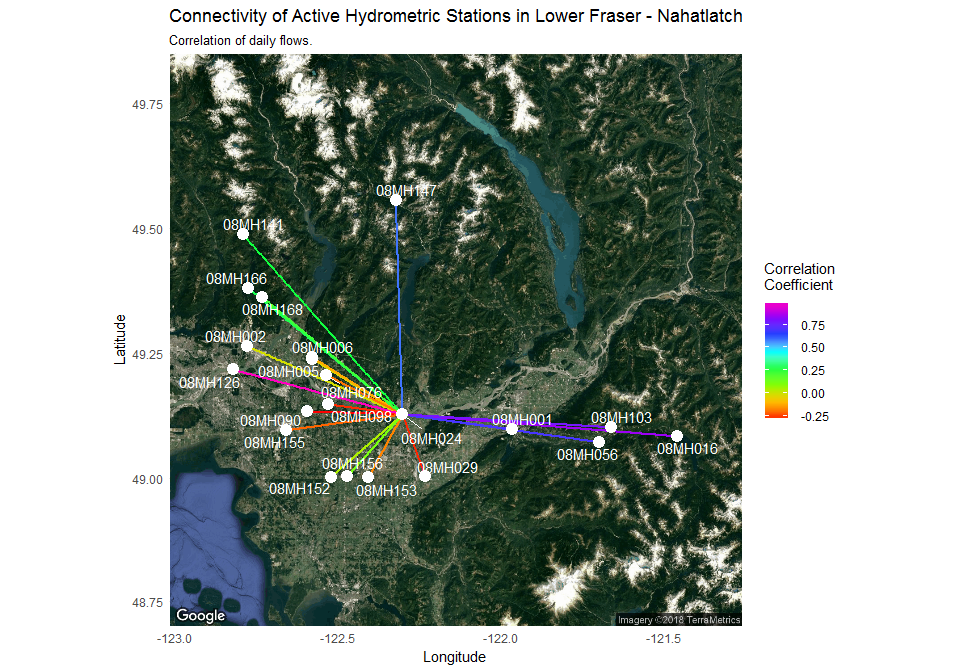 Connectivity of Active Hydrometric Stations in Lower Fraser - Nahatlatch
Correlation of daily flows.
49.75
49.50
49.25
49.00
48.75
Latitude
08MH147
08MH141
08MH166
08MH168
08MH002
08MH006
08MH126
08MH005
08MH076
08MH090
08MH098
08MH001
08MH103
08MH155
08MH024
08MH056
08MH016
08MH156
08MH029
08MH152
08MH153
Google
Imagery ©2018 TerraMetrics
-123.0
-122.5
-122.0
-121.5
Longitude
Correlation
Coefficient
0.75
0.50
0.25
0.00
-0.25